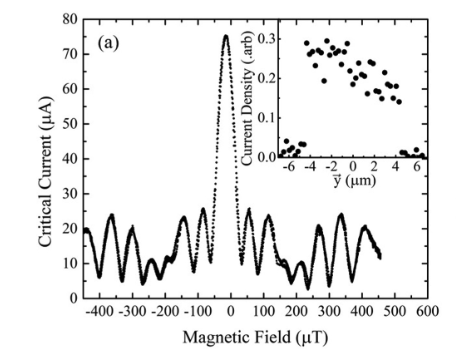 (a)
80
70
60
50
40
30
20
10
0
Critical Current (μA)
-400 -300 -200 -100 0 100 200 300 400 500 600
Magnetic Field (μT)
0.3
0.2
0.1
0.0
Current Density (.arb)
-6 -4 -2 0 2 4 6
y̅ (μm)